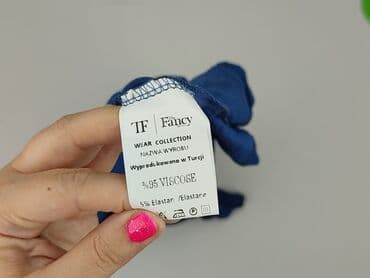 TF | Fancy
WEAR COLLECTION
NAZWA WYROBU
Wyprodukowano w Turcji
%95 VISCOSE
5% Elastan /Elastane